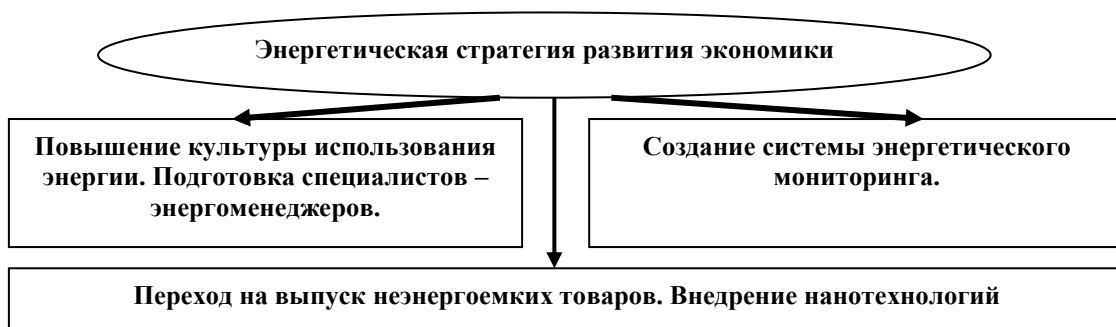 Энергетическая стратегия развития экономики
Повышение культуры использования
энергии. Подготовка специалистов –
энергоменеджеров.
Создание системы энергетического
мониторинга.
Переход на выпуск неэнергоемких товаров. Внедрение нанотехнологий